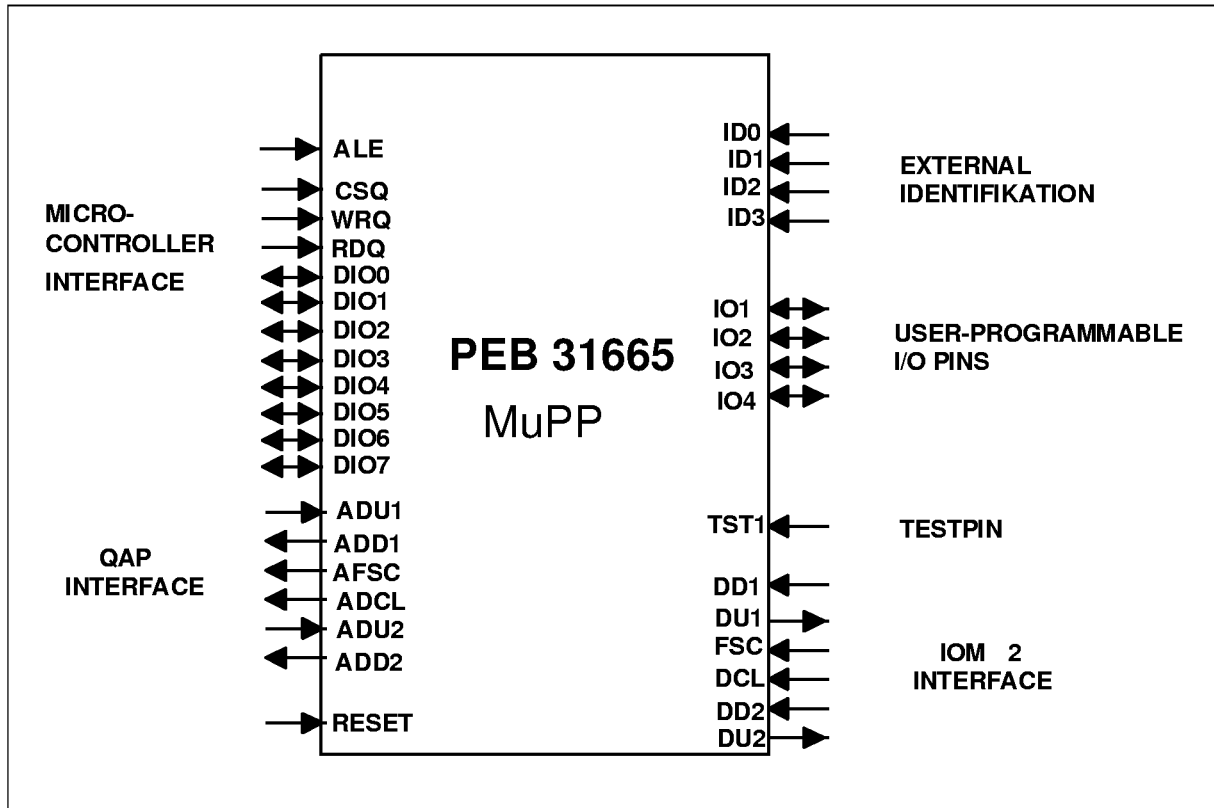 MICRO-
CONTROLLER
INTERFACE
ALE
CSQ
WRQ
RDQ
DIO0
DIO1
DIO2
DIO3
DIO4
DIO5
DIO6
DIO7
QAP
INTERFACE
ADU1
ADD1
AFSC
ADCL
ADU2
ADD2
RESET
PEB 31665
MuPP
ID0
ID1
ID2
ID3
EXTERNAL
IDENTIFIKATION
IO1
IO2
IO3
IO4
USER-PROGRAMMABLE
I/O PINS
TST1
TESTPIN
DD1
DU1
FSC
DCL
DD2
DU2
IOM 2
INTERFACE